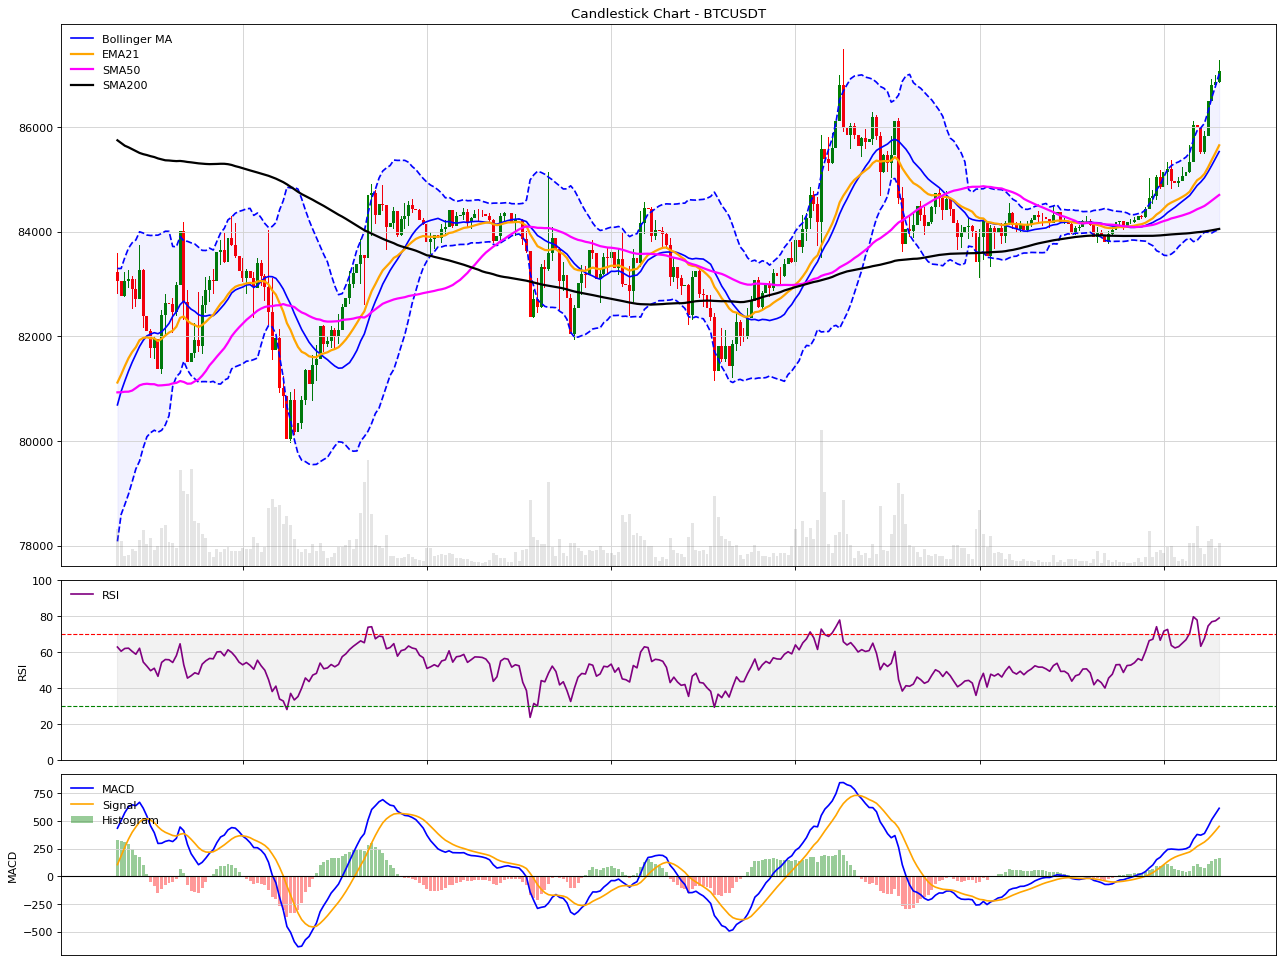 Candlestick Chart - BTCUSDT
Bollinger MA
EMA21
SMA50
SMA200
86000
84000
82000
80000
78000
RSI
100
80
60
40
20
0
RSI
MACD
Signal
Histogram
750
500
250
0
−250
−500
MACD